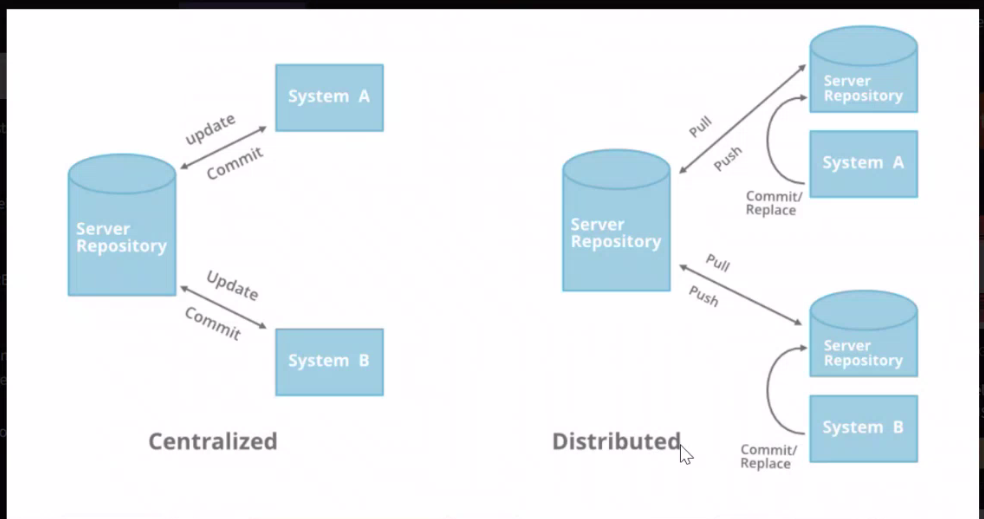 System A
update
Commit
Server
Repository
Update
Commit
System B
Centralized
Server
Repository
Pull
Push
System A
Commit/
Replace
Server
Repository
Pull
Push
Server
Repository
System B
Commit/
Replace
Distributed